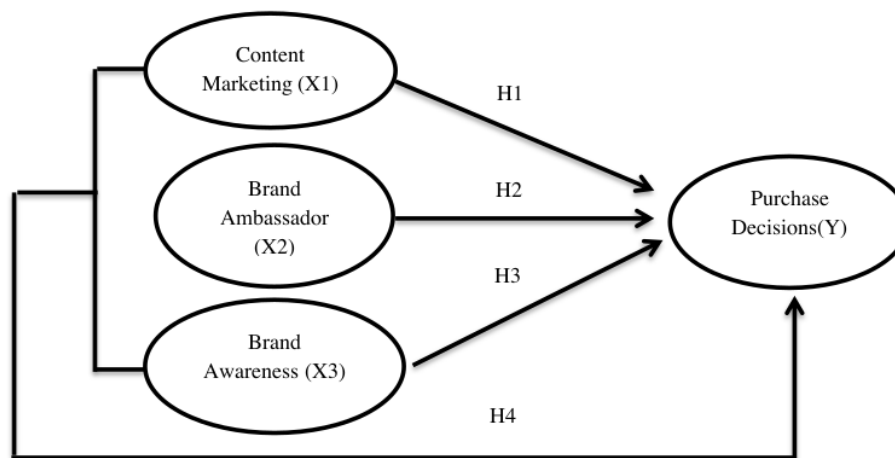 Content
Marketing (X1)
H1
Brand
Ambassador
(X2)
H2
Purchase
Decisions(Y)
H3
Brand
Awareness (X3)
H4